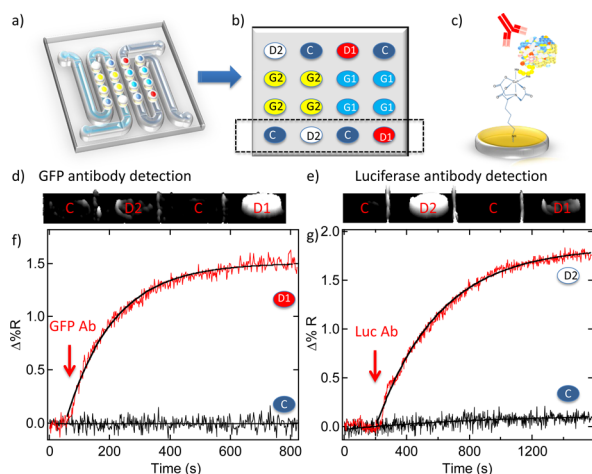 a)
b)
c)
D2 C D1 C
G2 G2 G1 G1
G2 G2 G1 G1
C D2 C D1
d) GFP antibody detection
e) Luciferase antibody detection
C D2 C D1
C D2 C D1
f)
1.5
1.0
0.5
0.0
Δ%R
GFP Ab
D1
C
0 200 400 600 800
Time (s)
g)
2.0
1.5
1.0
0.5
0.0
Δ% R
Luc Ab
D2
C
0 400 800 1200
Time (s)